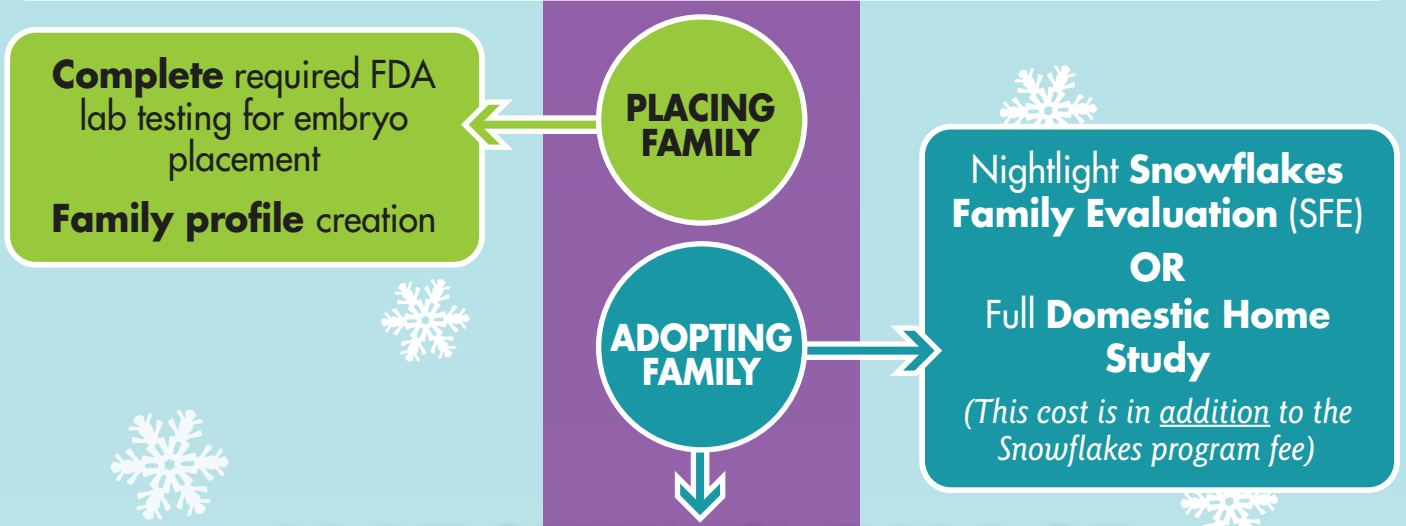 Complete required FDA
lab testing for embryo
placement
Family profile creation
PLACING
FAMILY
ADOPTING
FAMILY
Nightlight Snowflakes
Family Evaluation (SFE)
OR
Full Domestic Home
Study
(This cost is in addition to the
Snowflakes program fee)